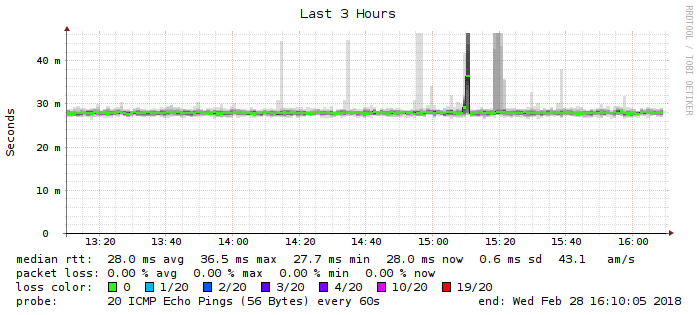 Last 3 Hours
RRDTOOL / TOBI OETIKER
Seconds
40 m
30 m
20 m
10 m
0
13:20 13:40 14:00 14:20 14:40 15:00 15:20 15:40 16:00
median rtt: 28.0 ms avg 36.5 ms max 27.7 ms min 28.0 ms now 0.6 ms sd 43.1 am/s
packet loss: 0.00 % avg 0.00 % max 0.00 % min 0.00 % now
loss color: 0 1/20 2/20 3/20 4/20 10/20 19/20
probe: 20 ICMP Echo Pings (56 Bytes) every 60s end: Wed Feb 28 16:10:05 2018